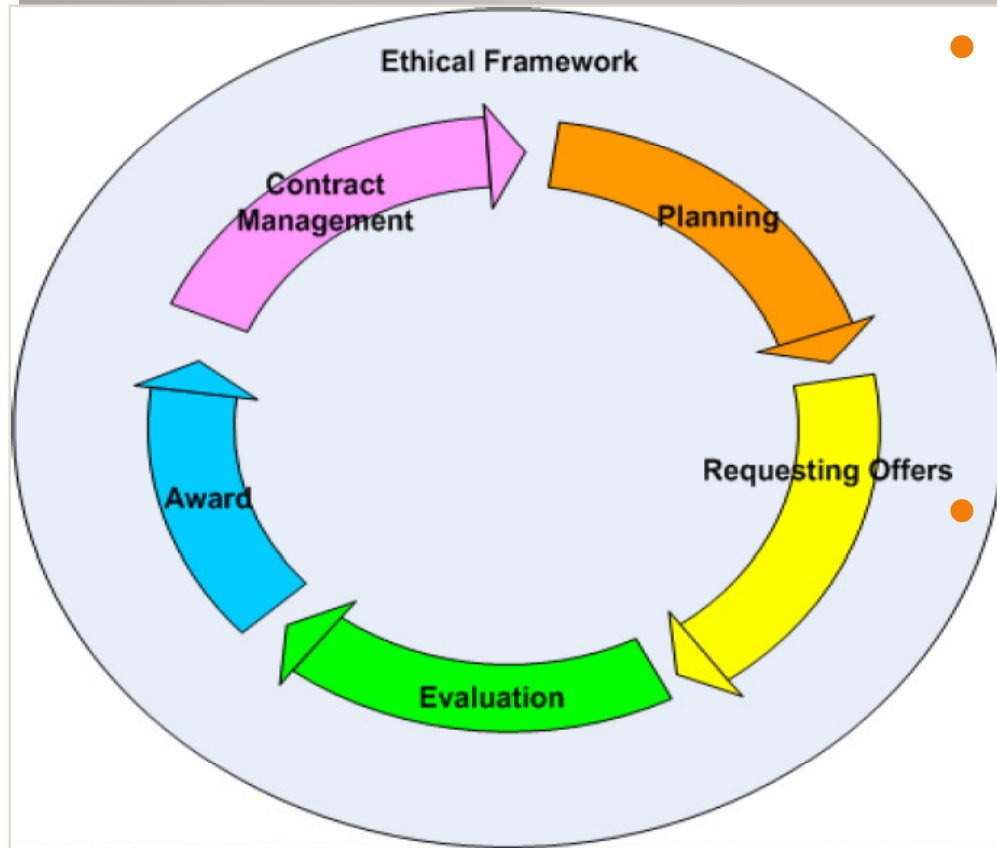 Ethical Framework
Contract
Management
Planning
Requesting Offers
Award
Evaluation